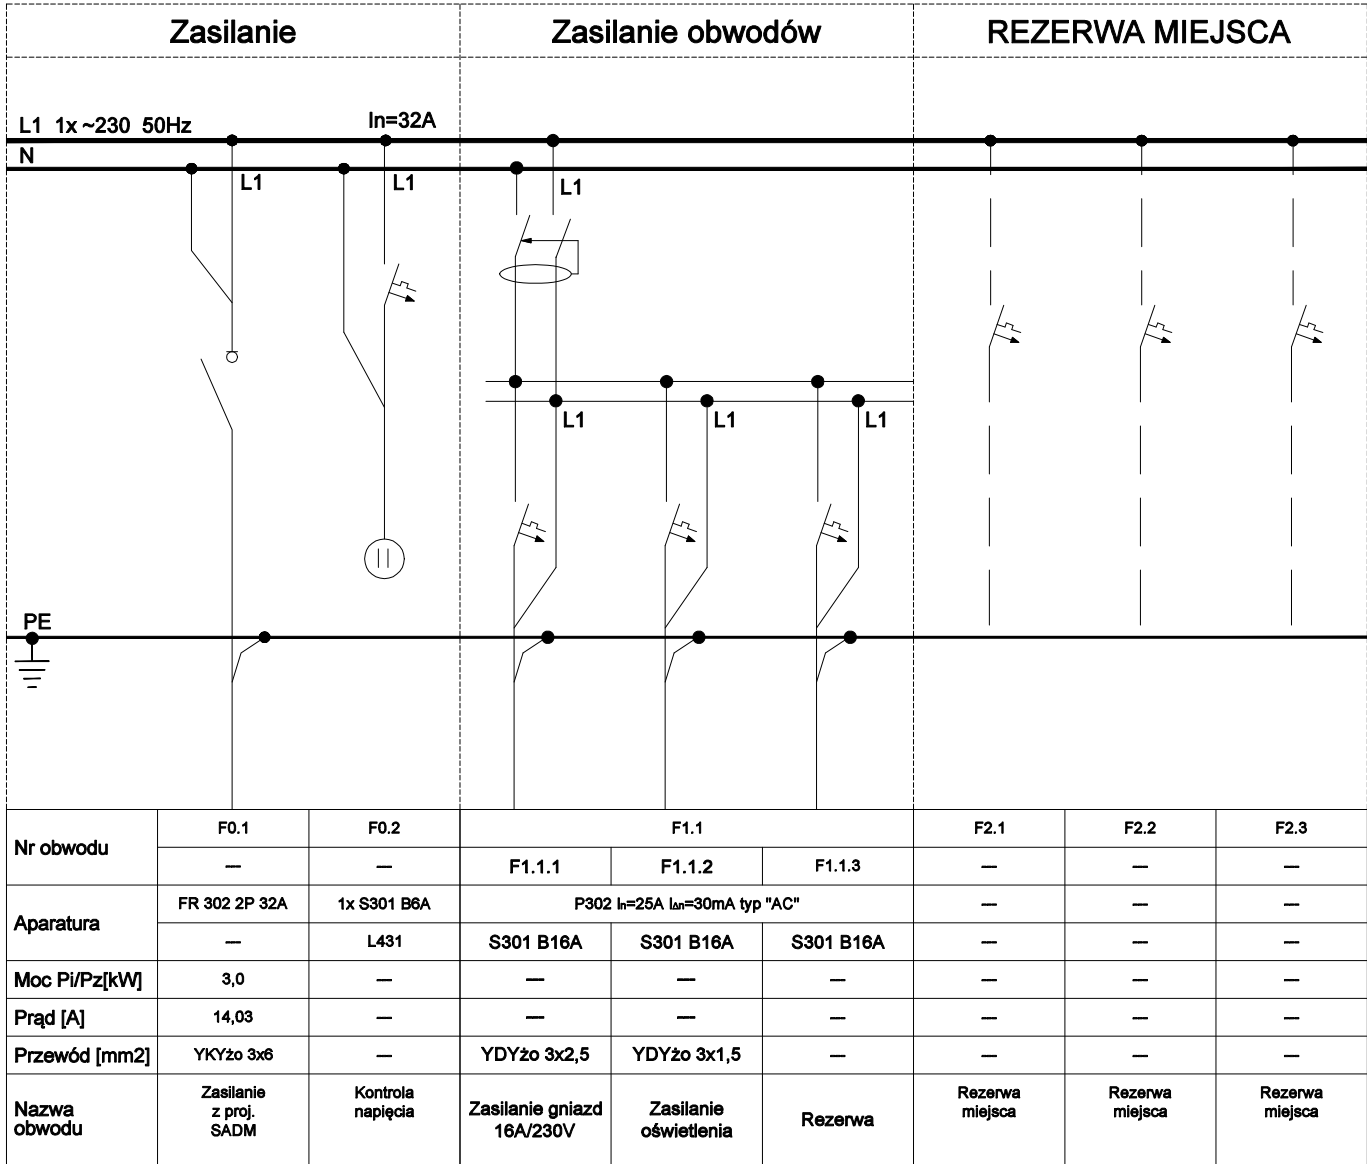 Zasilanie
Zasilanie obwodów
REZERWA MIEJSCA
L1 1x ~230 50Hz
In=32A
N
L1
L1
L1
L1
L1
L1
PE
Nr obwodu
F0.1
F0.2
F1.1
F2.1
F2.2
F2.3
—
—
F1.1.1
F1.1.2
F1.1.3
—
—
—
Aparatura
FR 302 2P 32A
1x S301 B6A
P302 In=25A IΔn=30mA typ "AC"
—
—
—
—
L431
S301 B16A
S301 B16A
S301 B16A
—
—
—
Moc Pi/Pz[kW]
3,0
—
—
—
—
—
—
—
Prąd [A]
14,03
—
—
—
—
—
—
—
Przewód [mm2]
YKYżo 3x6
—
YDYżo 3x2,5
YDYżo 3x1,5
—
—
—
—
Nazwa
obwodu
Zasilanie
z proj.
SADM
Kontrola
napięcia
Zasilanie gniazd
16A/230V
Zasilanie
oświetlenia
Rezerwa
Rezerwa
miejsca
Rezerwa
miejsca
Rezerwa
miejsca